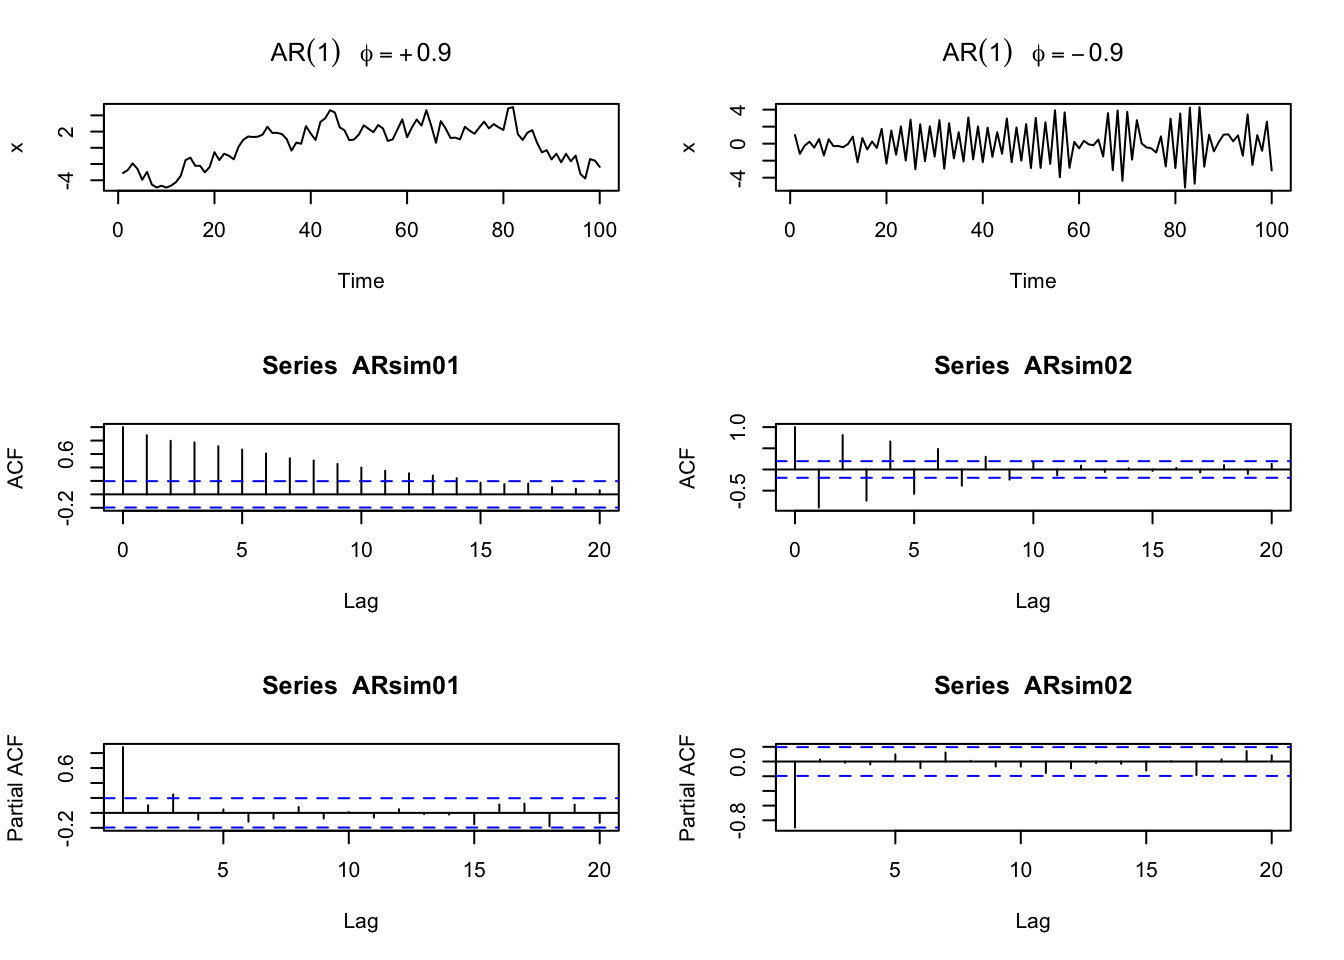 AR(1) ϕ = +0.9
x
2
-4
0 20 40 60 80 100
Time
AR(1) ϕ = −0.9
x
4
0
-4
0 20 40 60 80 100
Time
Series ARsim01
ACF
0.6
-0.2
0 5 10 15 20
Lag
Series ARsim02
ACF
1.0
-0.5
0 5 10 15 20
Lag
Series ARsim01
Partial ACF
0.6
-0.2
5 10 15 20
Lag
Series ARsim02
Partial ACF
0.0
-0.8
5 10 15 20
Lag